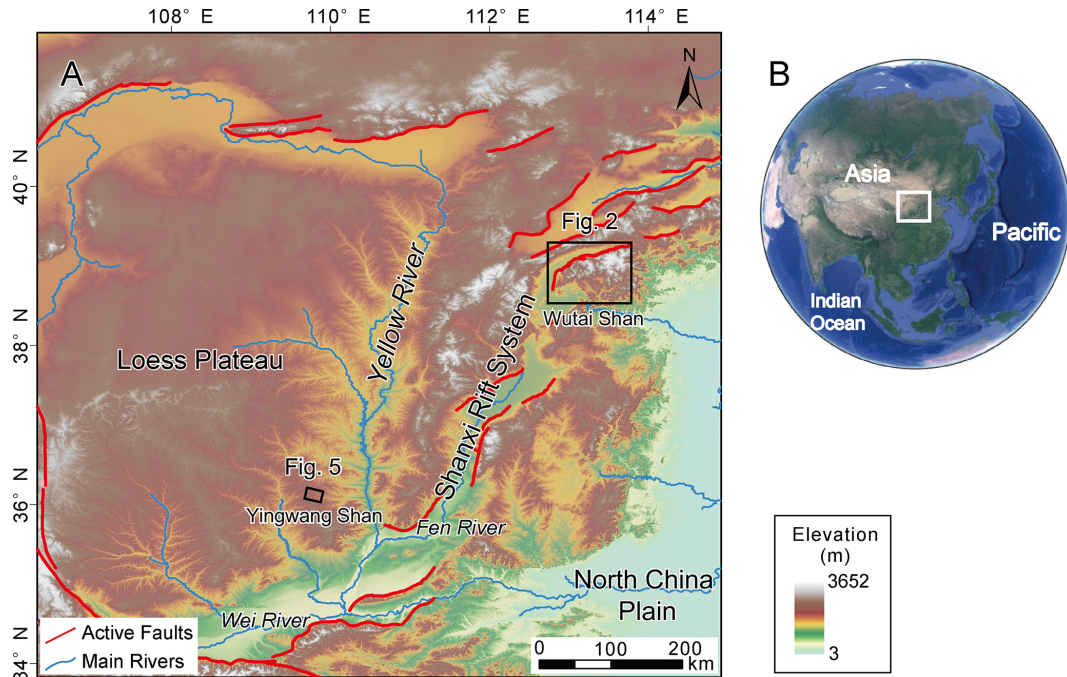 108° E
110° E
112° E
114° E
A
N
B
40° N
38° N
36° N
34° N
Asia
Pacific
Indian
Ocean
Fig. 2
Wutai Shan
Yellow River
Shanxi Rift System
Loess Plateau
Fig. 5
Yingwang Shan
Fen River
North China
Plain
Wei River
Active Faults
Main Rivers
0 100 200
km
Elevation
(m)
3652
3